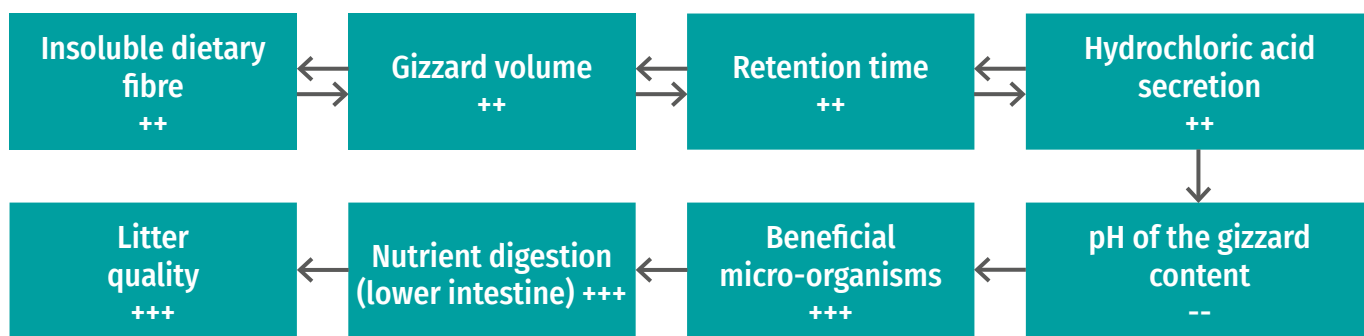 Insoluble dietary
fibre
++
Gizzard volume
++
Retention time
++
Hydrochloric acid
secretion
++
Litter
quality
+++
Nutrient digestion
(lower intestine) +++
Beneficial
micro-organisms
+++
pH of the gizzard
content
--